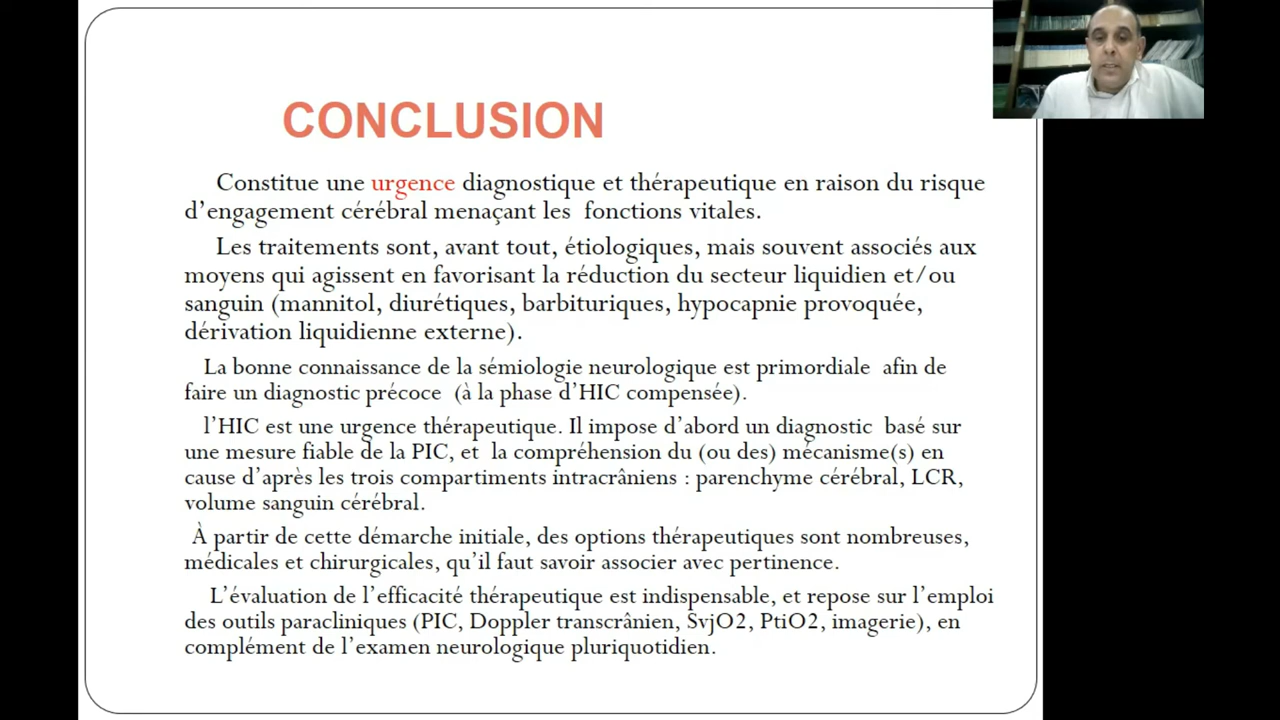 CONCLUSION
Constitue une urgence diagnostique et thérapeutique en raison du risque
d’engagement cérébral menaçant les fonctions vitales.
Les traitements sont, avant tout, étiologiques, mais souvent associés aux
moyens qui agissent en favorisant la réduction du secteur liquidien et/ou
sanguin (mannitol, diurétiques, barbituriques, hypocapnie provoquée,
dérivation liquidienne externe).
La bonne connaissance de la sémiologie neurologique est primordiale afin de
faire un diagnostic précoce (à la phase d’HIC compensée).
l’HIC est une urgence thérapeutique. Il impose d’abord un diagnostic basé sur
une mesure fiable de la PIC, et la compréhension du (ou des) mécanisme(s) en
cause d’après les trois compartiments intracrâniens : parenchyme cérébral, LCR,
volume sanguin cérébral.
À partir de cette démarche initiale, des options thérapeutiques sont nombreuses,
médicales et chirurgicales, qu’il faut savoir associer avec pertinence.
L’évaluation de l’efficacité thérapeutique est indispensable, et repose sur l’emploi
des outils paracliniques (PIC, Doppler transcrânien, SvjO2, PtiO2, imagerie), en
complément de l’examen neurologique pluriquotidien.